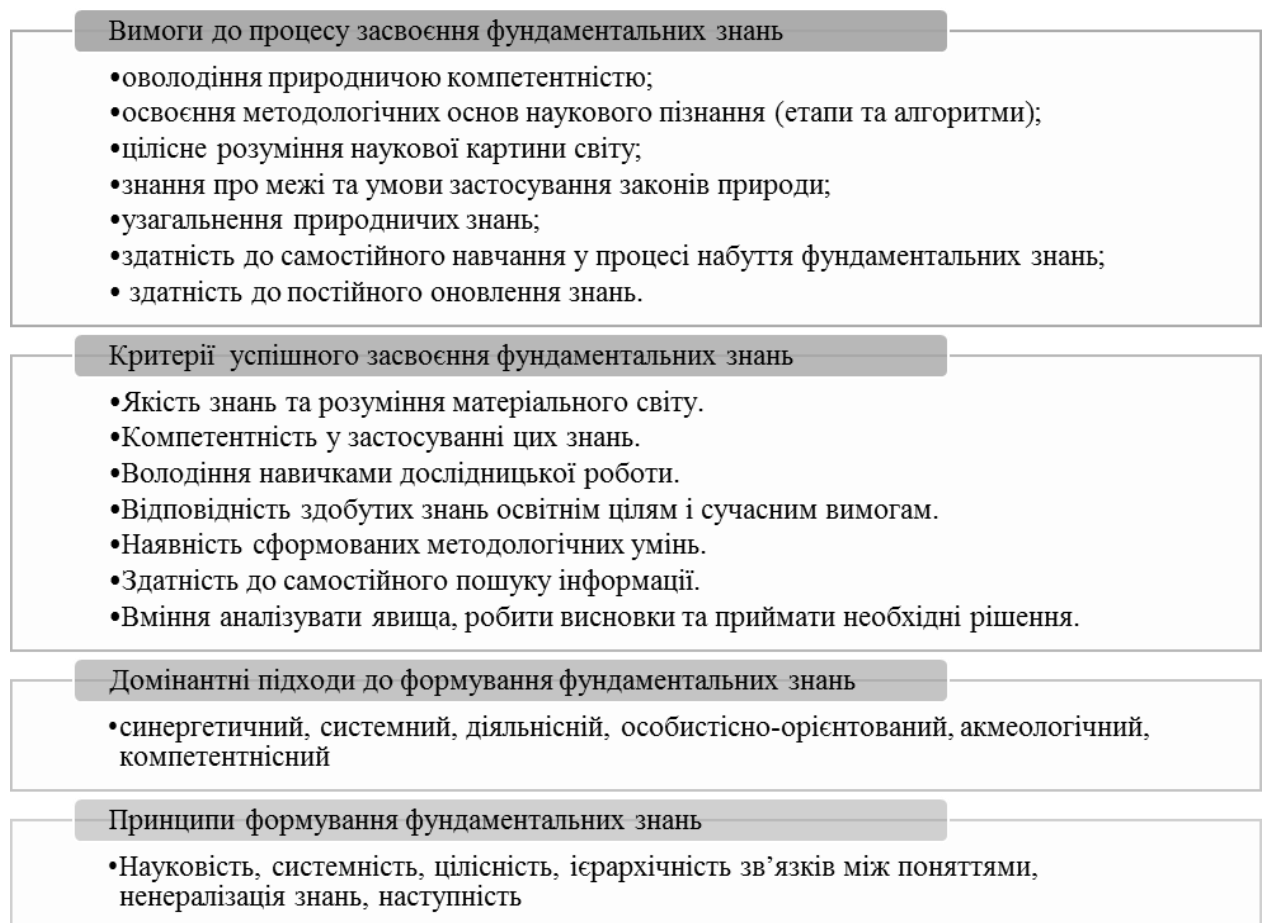 Вимоги до процесу засвоєння фундаментальних знань
•оволодіння природничою компетентністю;
•освоєння методологічних основ наукового пізнання (етапи та алгоритми);
•цілісне розуміння наукової картини світу;
•знання про межі та умови застосування законів природи;
•узагальнення природничих знань;
•здатність до самостійного навчання у процесі набуття фундаментальних знань;
• здатність до постійного оновлення знань.
Критерії успішного засвоєння фундаментальних знань
•Якість знань та розуміння матеріального світу.
•Компетентність у застосуванні цих знань.
•Володіння навичками дослідницької роботи.
•Відповідність здобутих знань освітнім цілям і сучасним вимогам.
•Наявність сформованих методологічних умінь.
•Здатність до самостійного пошуку інформації.
•Вміння аналізувати явища, робити висновки та приймати необхідні рішення.
Домінантні підходи до формування фундаментальних знань
•синергетичний, системний, діяльнісній, особистісно-орієнтований, акмеологічний,
компетентнісний
Принципи формування фундаментальних знань
•Науковість, системність, цілісність, ієрархічність зв’язків між поняттями,
ненералізація знань, наступність